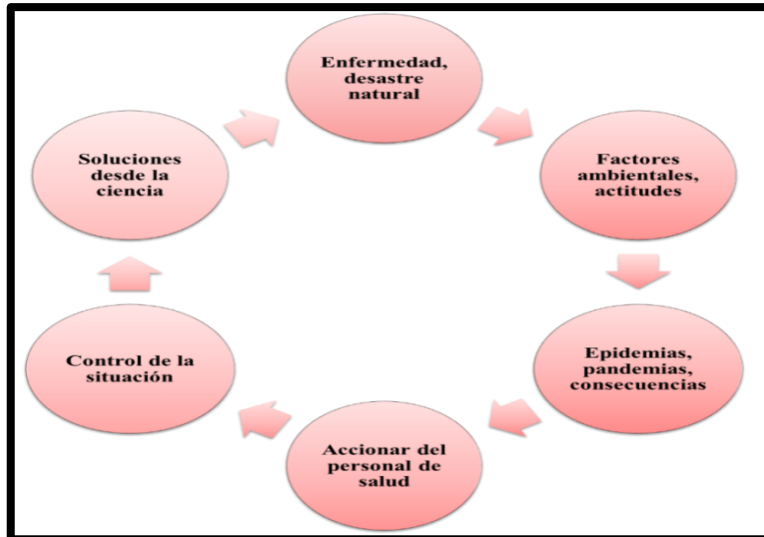 Enfermedad,
desastre
natural
Factores
ambientales,
actitudes
Epidemias,
pandemias,
consecuencias
Accionar del
personal de
salud
Control de la
situación
Soluciones
desde la
ciencia